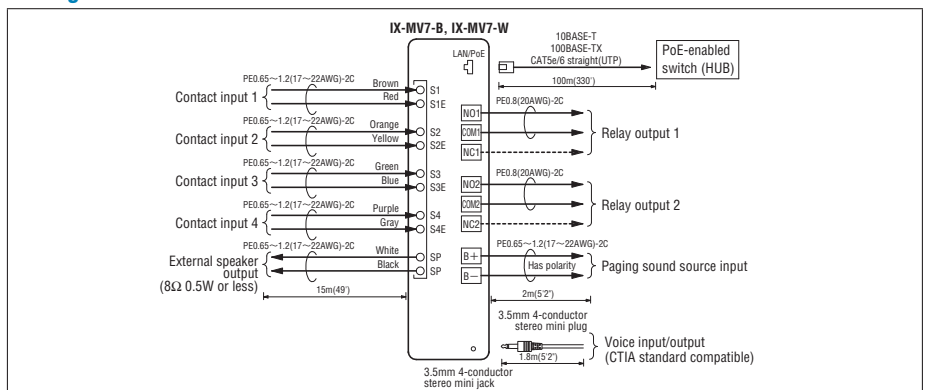 IX-MV7-B, IX-MV7-W
LAN/PoE
10BASE-T
100BASE-TX
CAT5e/6 straight(UTP)
100m(330')
PoE-enabled
switch (HUB)
PE0.65~1.2(17~22AWG)-2C
Contact input 1
Brown
Red
S1
S1E
PE0.65~1.2(17~22AWG)-2C
Contact input 2
Orange
Yellow
S2
S2E
PE0.65~1.2(17~22AWG)-2C
Contact input 3
Green
Blue
S3
S3E
PE0.65~1.2(17~22AWG)-2C
Contact input 4
Purple
Gray
S4
S4E
PE0.65~1.2(17~22AWG)-2C
External speaker
output
(8Ω 0.5W or less)
White
Black
SP
SP
15m(49')
NO1
COM1
NC1
PE0.8(20AWG)-2C
Relay output 1
NO2
COM2
NC2
PE0.8(20AWG)-2C
Relay output 2
B+
B−
PE0.65~1.2(17~22AWG)-2C
Has polarity
Paging sound source input
2m(5'2")
3.5mm 4-conductor
stereo mini plug
1.8m(5'2")
Voice input/output
(CTIA standard compatible)
3.5mm 4-conductor
stereo mini jack